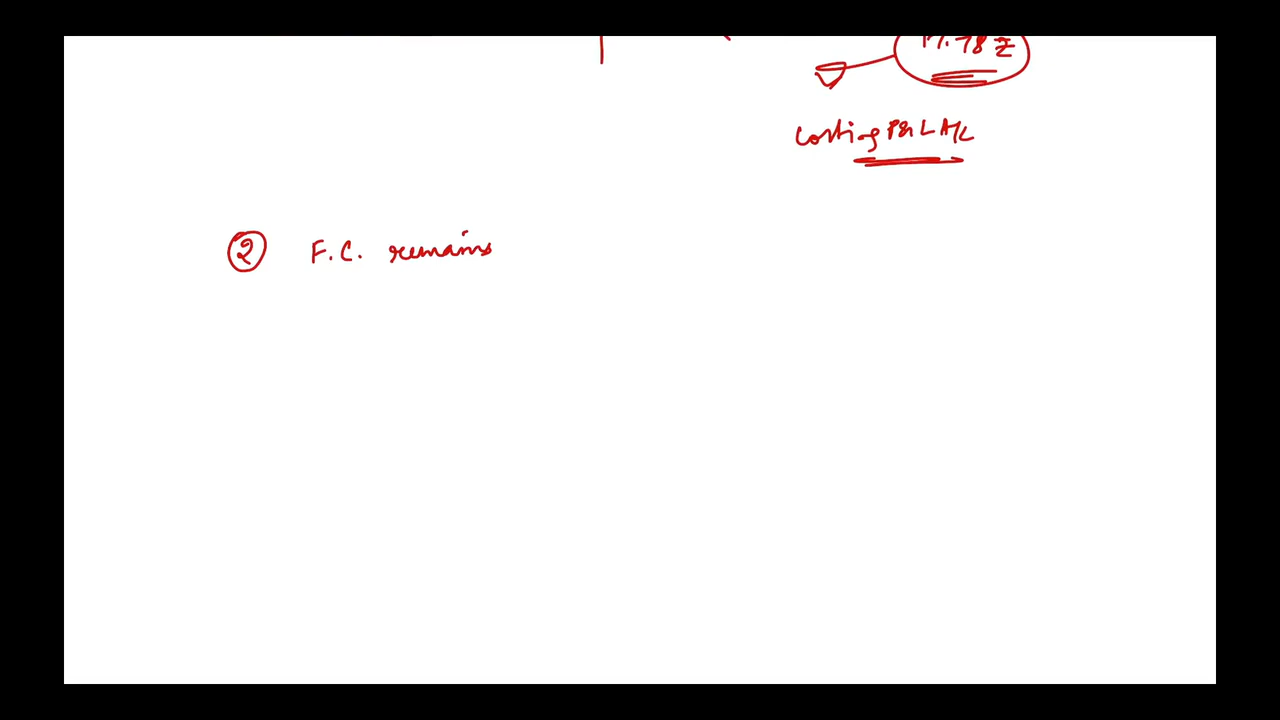 Costing P&L A/C
② F.C. remains